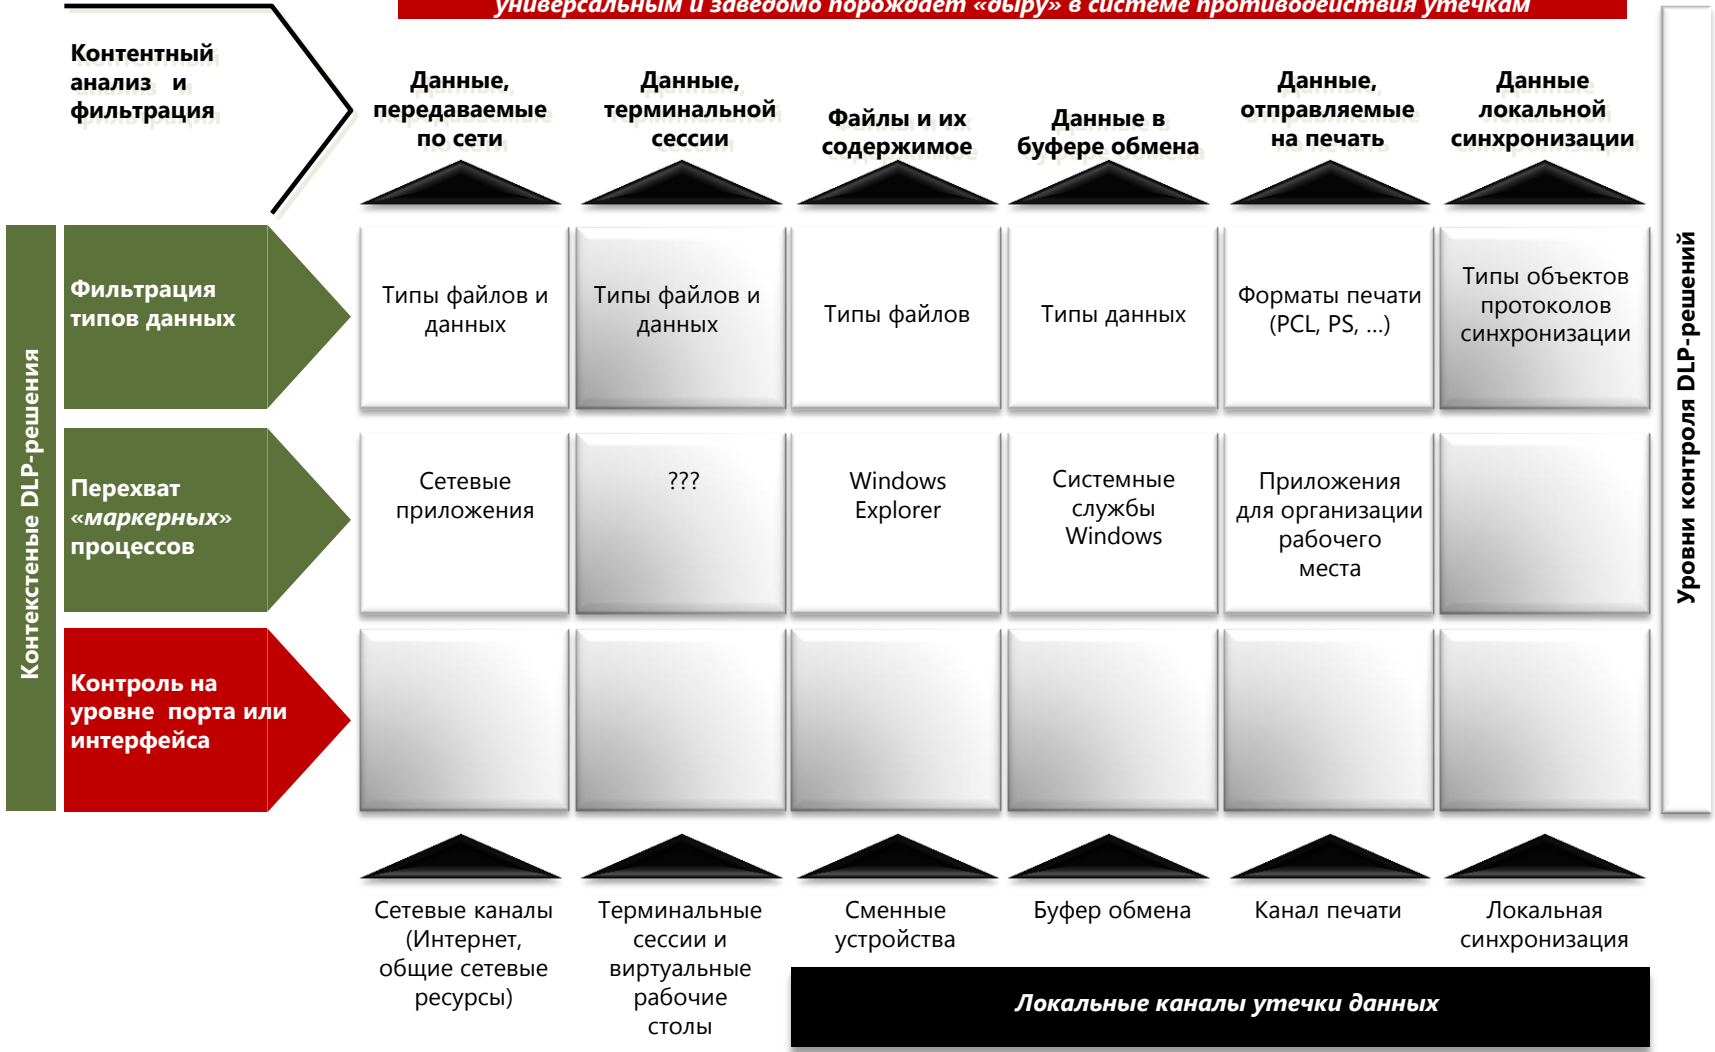 универсальным и заведомо порождает «дыру» в системе противодействия утечкам
Контентный
анализ и
фильтрация
Данные,
передаваемые
по сети
Данные,
терминальной
сессии
Файлы и их
содержимое
Данные в
буфере обмена
Данные,
отправляемые
на печать
Данные
локальной
синхронизации
Уровни контроля DLP-решений
Контекстеные DLP-решения
Фильтрация
типов данных
Типы файлов и
данных
Типы файлов и
данных
Типы файлов
Типы данных
Форматы печати
(PCL, PS, ...)
Типы объектов
протоколов
синхронизации
Перехват
«маркерных»
процессов
Сетевые
приложения
???
Windows
Explorer
Системные
службы
Windows
Приложения
для организации
рабочего
места
Контроль на
уровне порта или
интерфейса
Сетевые каналы
(Интернет,
общие сетевые
ресурсы)
Терминальные
сессии и
виртуальные
рабочие
столы
Сменные
устройства
Буфер обмена
Канал печати
Локальная
синхронизация
Локальные каналы утечки данных